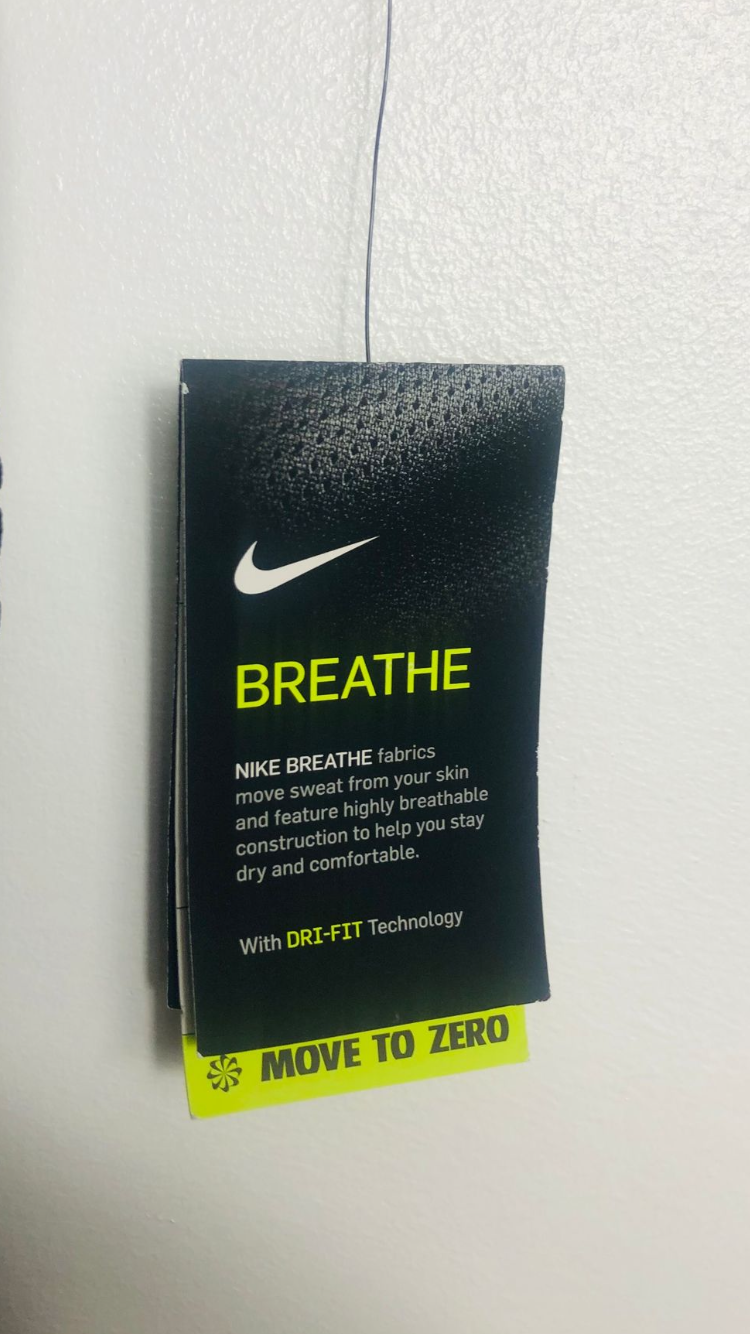 BREATHE
NIKE BREATHE fabrics
move sweat from your skin
and feature highly breathable
construction to help you stay
dry and comfortable.
With DRI-FIT Technology
MOVE TO ZERO